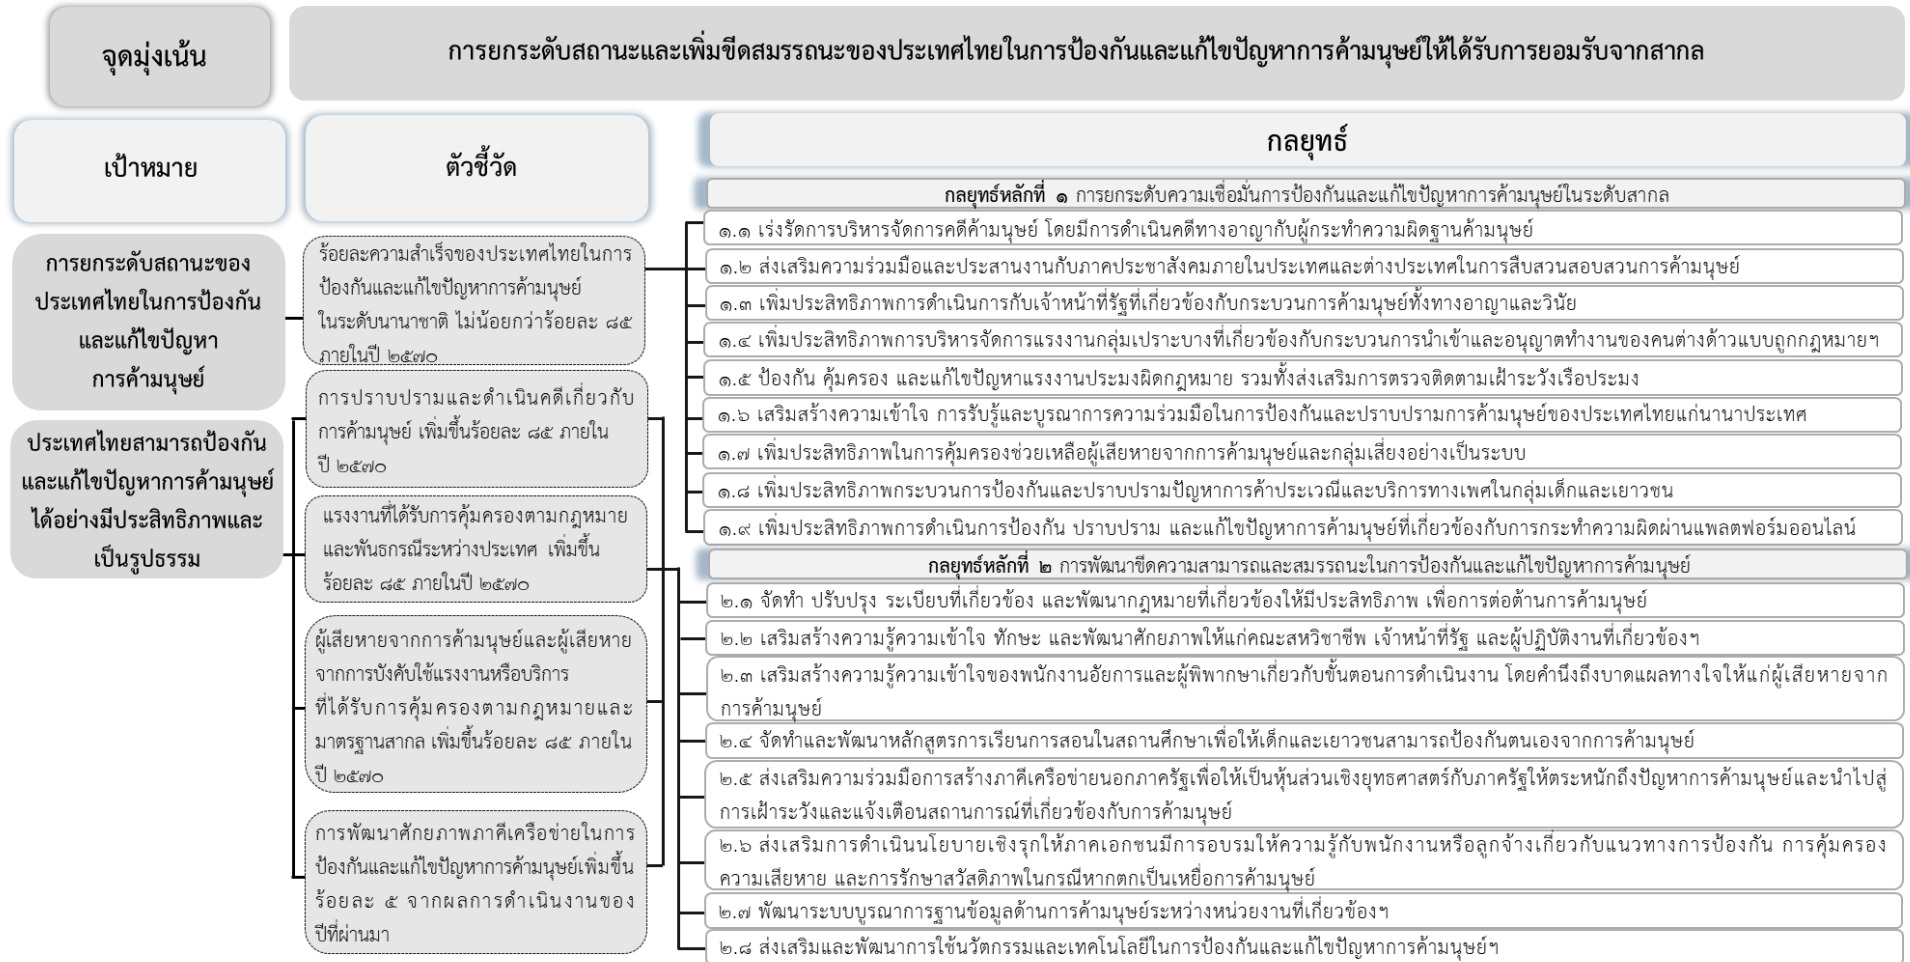 จุดมุ่งเน้น
การยกระดับสถานะและเพิ่มขีดสมรรถนะของประเทศไทยในการป้องกันและแก้ไขปัญหาการค้ามนุษย์ให้ได้รับการยอมรับจากสากล
เป้าหมาย
ตัวชี้วัด
กลยุทธ์
การยกระดับสถานะของ
ประเทศไทยในการป้องกัน
และแก้ไขปัญหา
การค้ามนุษย์
ประเทศไทยสามารถป้องกัน
และแก้ไขปัญหาการค้ามนุษย์
ได้อย่างมีประสิทธิภาพและ
เป็นรูปธรรม
ร้อยละความสำเร็จของประเทศไทยในการ
ป้องกันและแก้ไขปัญหาการค้ามนุษย์
ในระดับนานาชาติ ไม่น้อยกว่าร้อยละ ๘๕
ภายในปี ๒๕๗๐
การปราบปรามและดำเนินคดีเกี่ยวกับ
การค้ามนุษย์ เพิ่มขึ้นร้อยละ ๘๕ ภายใน
ปี ๒๕๗๐
แรงงานที่ได้รับการคุ้มครองตามกฎหมาย
และพันธกรณีระหว่างประเทศ เพิ่มขึ้น
ร้อยละ ๘๕ ภายในปี ๒๕๗๐
ผู้เสียหายจากการค้ามนุษย์และผู้เสียหาย
จากการบังคับใช้แรงงานหรือบริการ
ที่ได้รับการคุ้มครองตามกฎหมายและ
มาตรฐานสากล เพิ่มขึ้นร้อยละ ๘๕ ภายใน
ปี ๒๕๗๐
การพัฒนาศักยภาพภาคีเครือข่ายในการ
ป้องกันและแก้ไขปัญหาการค้ามนุษย์เพิ่มขึ้น
ร้อยละ ๕ จากผลการดำเนินงานของ
ปีที่ผ่านมา
กลยุทธ์หลักที่ ๑ การยกระดับความเชื่อมั่นการป้องกันและแก้ไขปัญหาการค้ามนุษย์ในระดับสากล
๑.๑ เร่งรัดการบริหารจัดการคดีค้ามนุษย์ โดยมีการดำเนินคดีทางอาญากับผู้กระทำความผิดฐานค้ามนุษย์
๑.๒ ส่งเสริมความร่วมมือและประสานงานกับภาคประชาสังคมภายในประเทศและต่างประเทศในการสืบสวนสอบสวนการค้ามนุษย์
๑.๓ เพิ่มประสิทธิภาพการดำเนินการกับเจ้าหน้าที่รัฐที่เกี่ยวข้องกับกระบวนการค้ามนุษย์ทั้งทางอาญาและวินัย
๑.๔ เพิ่มประสิทธิภาพการบริหารจัดการแรงงานกลุ่มเปราะบางที่เกี่ยวข้องกับกระบวนการนำเข้าและอนุญาตทำงานของคนต่างด้าวแบบถูกกฎหมายฯ
๑.๕ ป้องกัน คุ้มครอง และแก้ไขปัญหาแรงงานประมงผิดกฎหมาย รวมทั้งส่งเสริมการตรวจติดตามเฝ้าระวังเรือประมง
๑.๖ เสริมสร้างความเข้าใจ การรับรู้และบูรณาการความร่วมมือในการป้องกันและปราบปรามการค้ามนุษย์ของประเทศไทยแก่นานาประเทศ
๑.๗ เพิ่มประสิทธิภาพในการคุ้มครองช่วยเหลือผู้เสียหายจากการค้ามนุษย์และกลุ่มเสี่ยงอย่างเป็นระบบ
๑.๘ เพิ่มประสิทธิภาพกระบวนการป้องกันและปราบปรามปัญหาการค้าประเวณีและบริการทางเพศในกลุ่มเด็กและเยาวชน
๑.๙ เพิ่มประสิทธิภาพการดำเนินการป้องกัน ปราบปราม และแก้ไขปัญหาการค้ามนุษย์ที่เกี่ยวข้องกับการกระทำความผิดผ่านแพลตฟอร์มออนไลน์
กลยุทธ์หลักที่ ๒ การพัฒนาขีดความสามารถและสมรรถนะในการป้องกันและแก้ไขปัญหาการค้ามนุษย์
๒.๑ จัดทำ ปรับปรุง ระเบียบที่เกี่ยวข้อง และพัฒนากฎหมายที่เกี่ยวข้องให้มีประสิทธิภาพ เพื่อการต่อต้านการค้ามนุษย์
๒.๒ เสริมสร้างความรู้ความเข้าใจ ทักษะ และพัฒนาศักยภาพให้แก่คณะสหวิชาชีพ เจ้าหน้าที่รัฐ และผู้ปฏิบัติงานที่เกี่ยวข้องฯ
๒.๓ เสริมสร้างความรู้ความเข้าใจของพนักงานอัยการและผู้พิพากษาเกี่ยวกับขั้นตอนการดำเนินงาน โดยคำนึงถึงบาดแผลทางใจให้แก่ผู้เสียหายจาก
การค้ามนุษย์
๒.๔ จัดทำและพัฒนาหลักสูตรการเรียนการสอนในสถานศึกษาเพื่อให้เด็กและเยาวชนสามารถป้องกันตนเองจากการค้ามนุษย์
๒.๕ ส่งเสริมความร่วมมือการสร้างภาคีเครือข่ายนอกภาครัฐเพื่อให้เป็นหุ้นส่วนเชิงยุทธศาสตร์กับภาครัฐให้ตระหนักถึงปัญหาการค้ามนุษย์และนำไปสู่
การเฝ้าระวังและแจ้งเตือนสถานการณ์ที่เกี่ยวข้องกับการค้ามนุษย์
๒.๖ ส่งเสริมการดำเนินนโยบายเชิงรุกให้ภาคเอกชนมีการอบรมให้ความรู้กับพนักงานหรือลูกจ้างเกี่ยวกับแนวทางการป้องกัน การคุ้มครอง
ความเสียหาย และการรักษาสวัสดิภาพในกรณีหากตกเป็นเหยื่อการค้ามนุษย์
๒.๗ พัฒนาระบบบูรณาการฐานข้อมูลด้านการค้ามนุษย์ระหว่างหน่วยงานที่เกี่ยวข้องฯ
๒.๘ ส่งเสริมและพัฒนาการใช้นวัตกรรมและเทคโนโลยีในการป้องกันและแก้ไขปัญหาการค้ามนุษย์ฯ